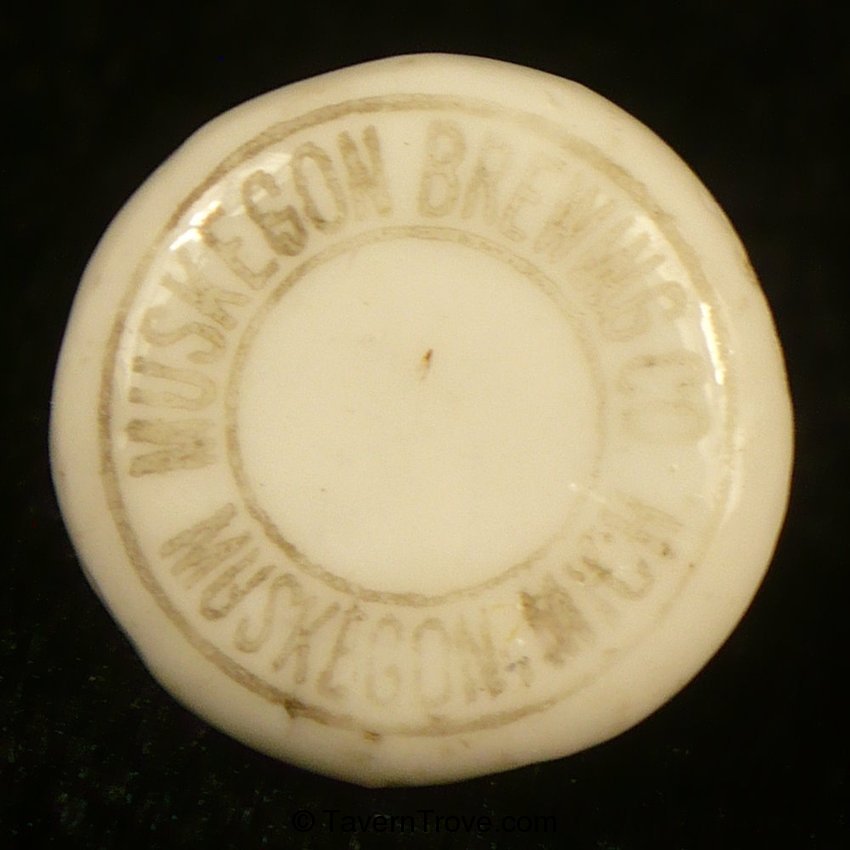 MUSKEGON BREWING CO
MUSKEGON, MICH
© TavernTrove.com